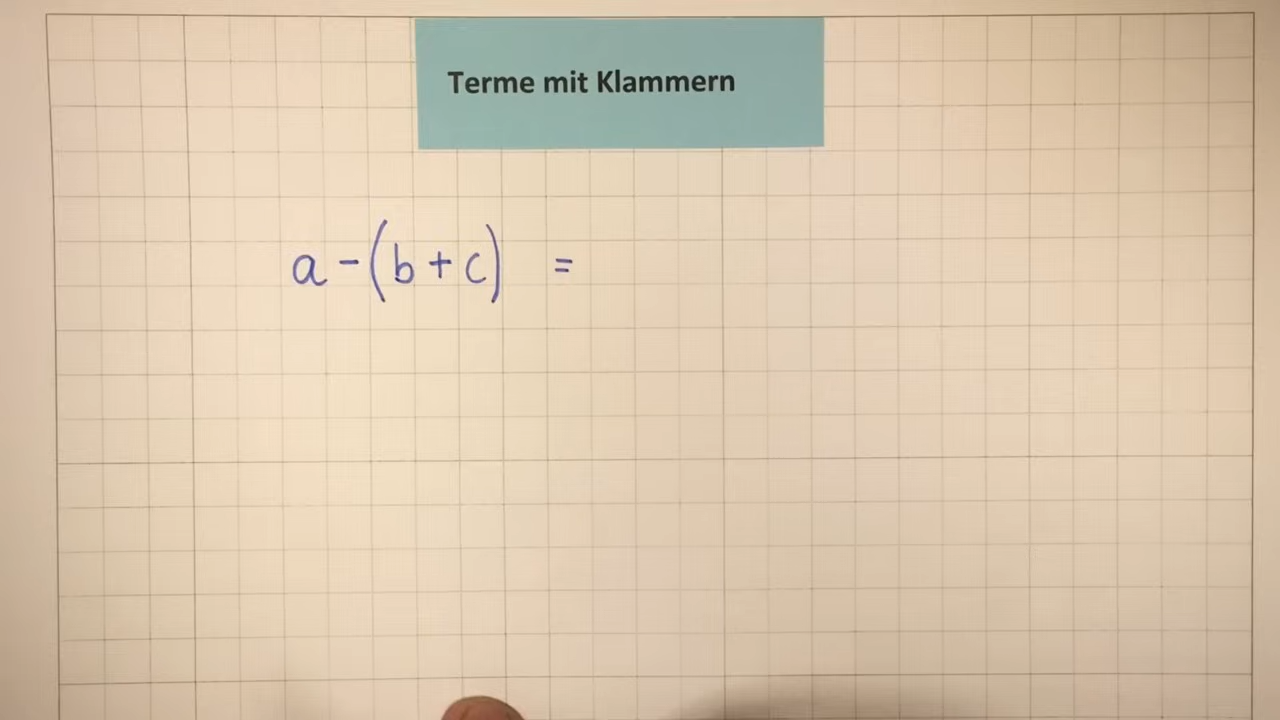 Terme mit Klammern
a - (b + c) =